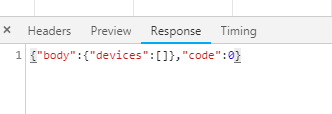 × Headers Preview Response Timing
1 {"body":{"devices":[]},"code":0}